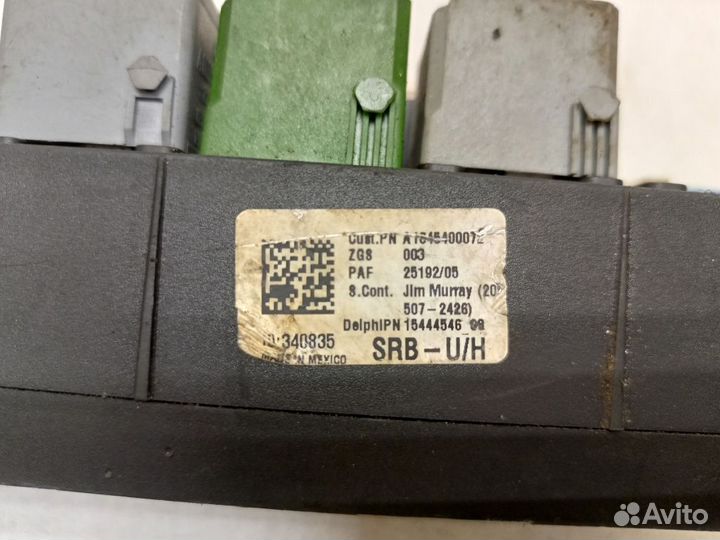 Cust.PN A1645400072
ZGS 003
PAF 25192/05
S.Cont. Jim Murray (20
507-2426)
DelphiPN 15444546
340835 SRB-U/H
MEXICO
Avito